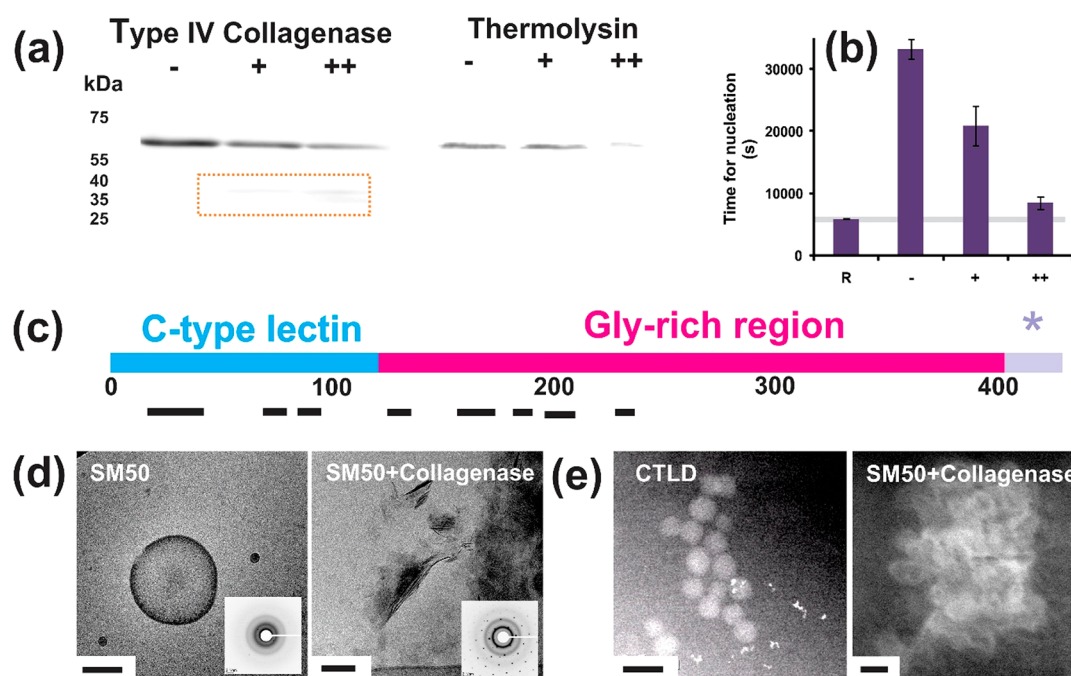 (a)
Type IV Collagenase
Thermolysin
- + ++
- + ++
kDa
75
55
40
35
25
(b)
Time for nucleation
(s)
30000
20000
10000
0
R - + ++
(c)
C-type lectin
Gly-rich region
*
0 100 200 300 400
(d)
SM50
SM50+Collagenase
(e)
CTLD
SM50+Collagenase